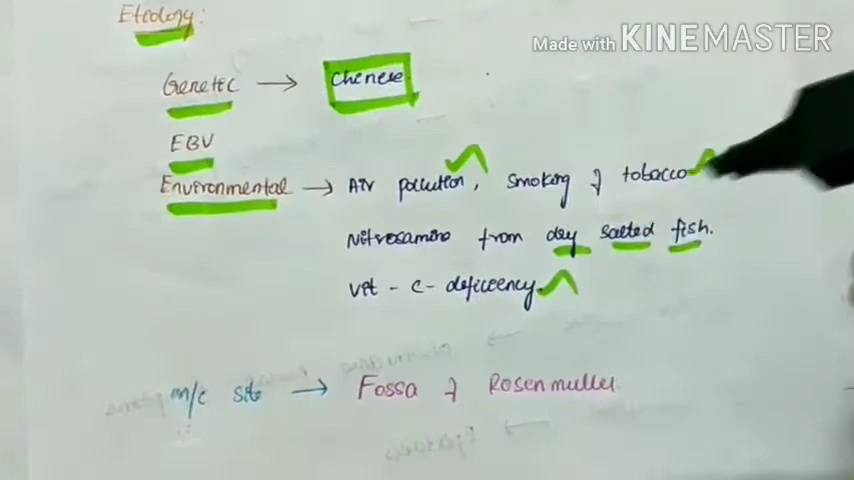 Made with KINEMASTER
Etiology:
Genetic → Chinese
EBV
Environmental → Air pollution, smoking & tobacco
Nitrosamine from dry salted fish.
Vit - C - deficiency
m/c site → Fossa of Rosenmuller